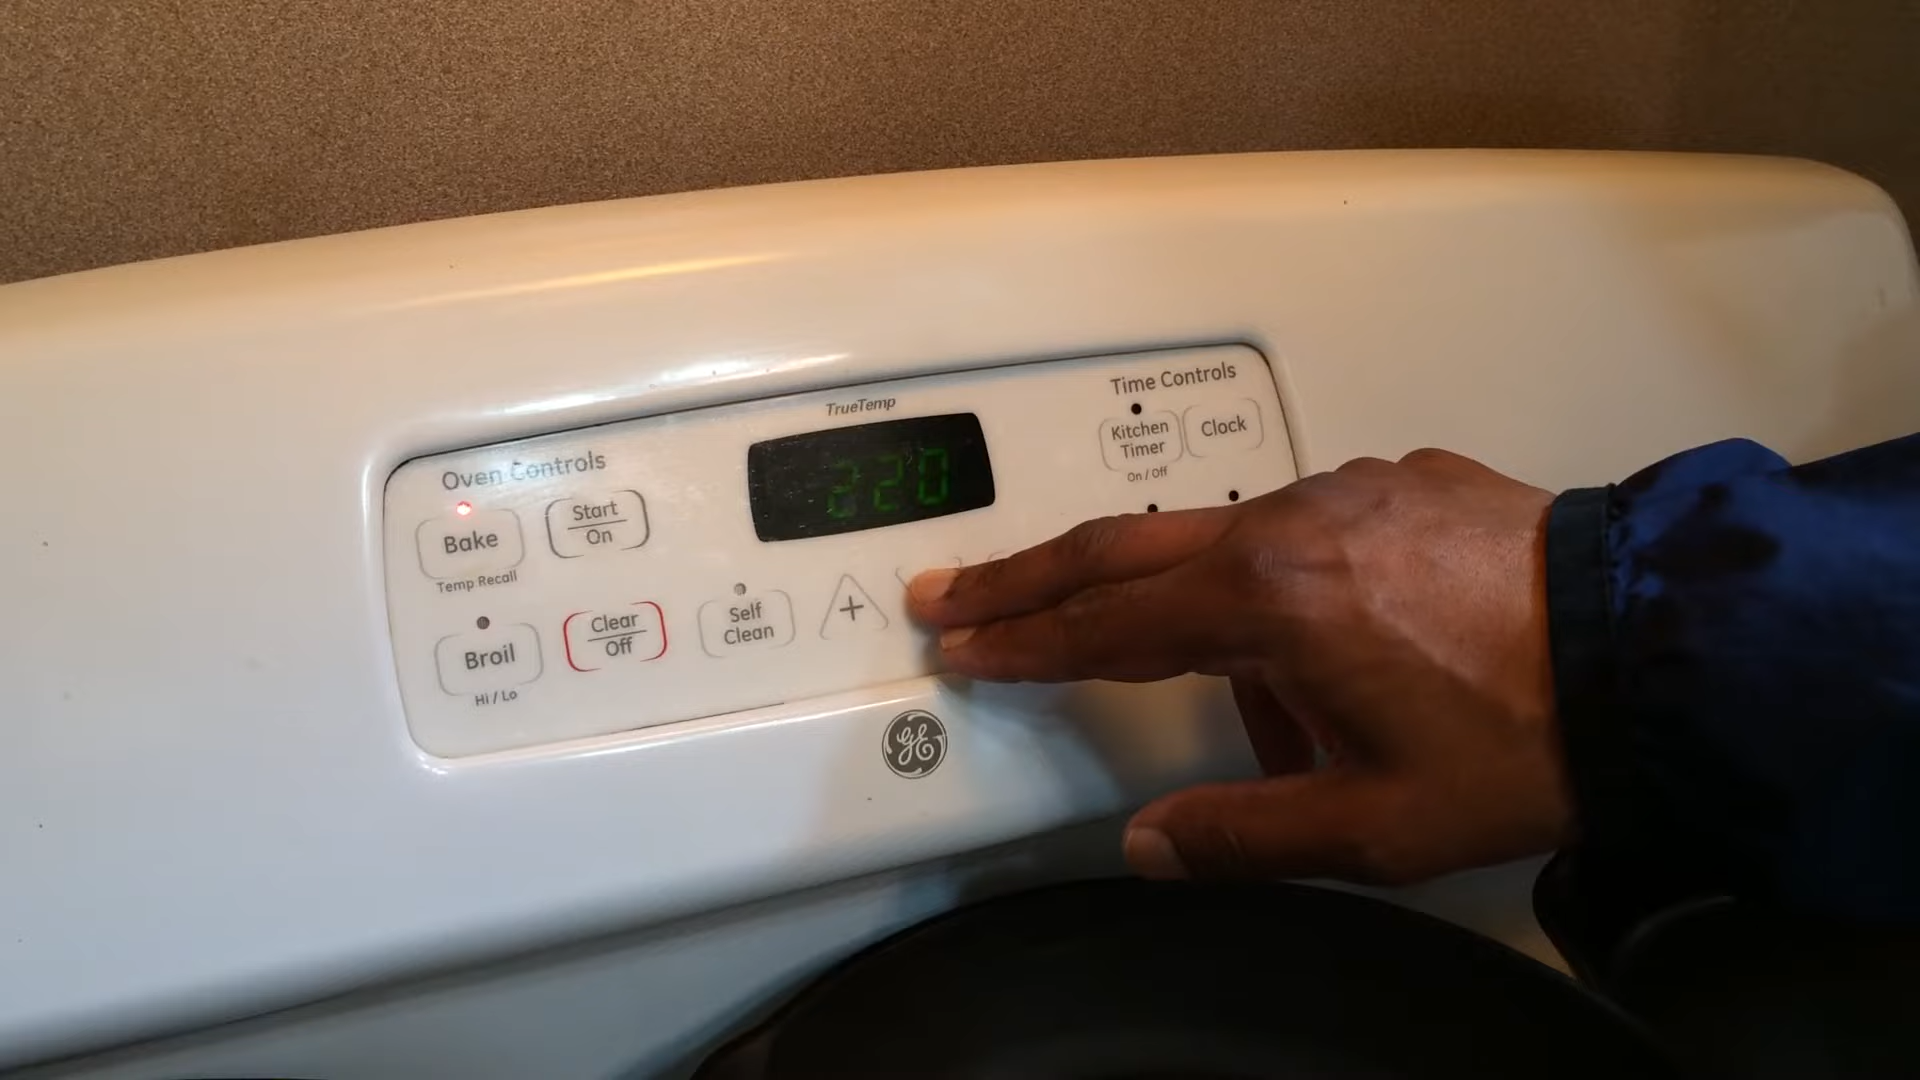 TrueTemp
Oven Controls
Bake
Temp Recall
Start
On
Broil
Hi / Lo
Clear
Off
Self
Clean
+
220
Time Controls
Kitchen
Timer
On / Off
Clock
GE